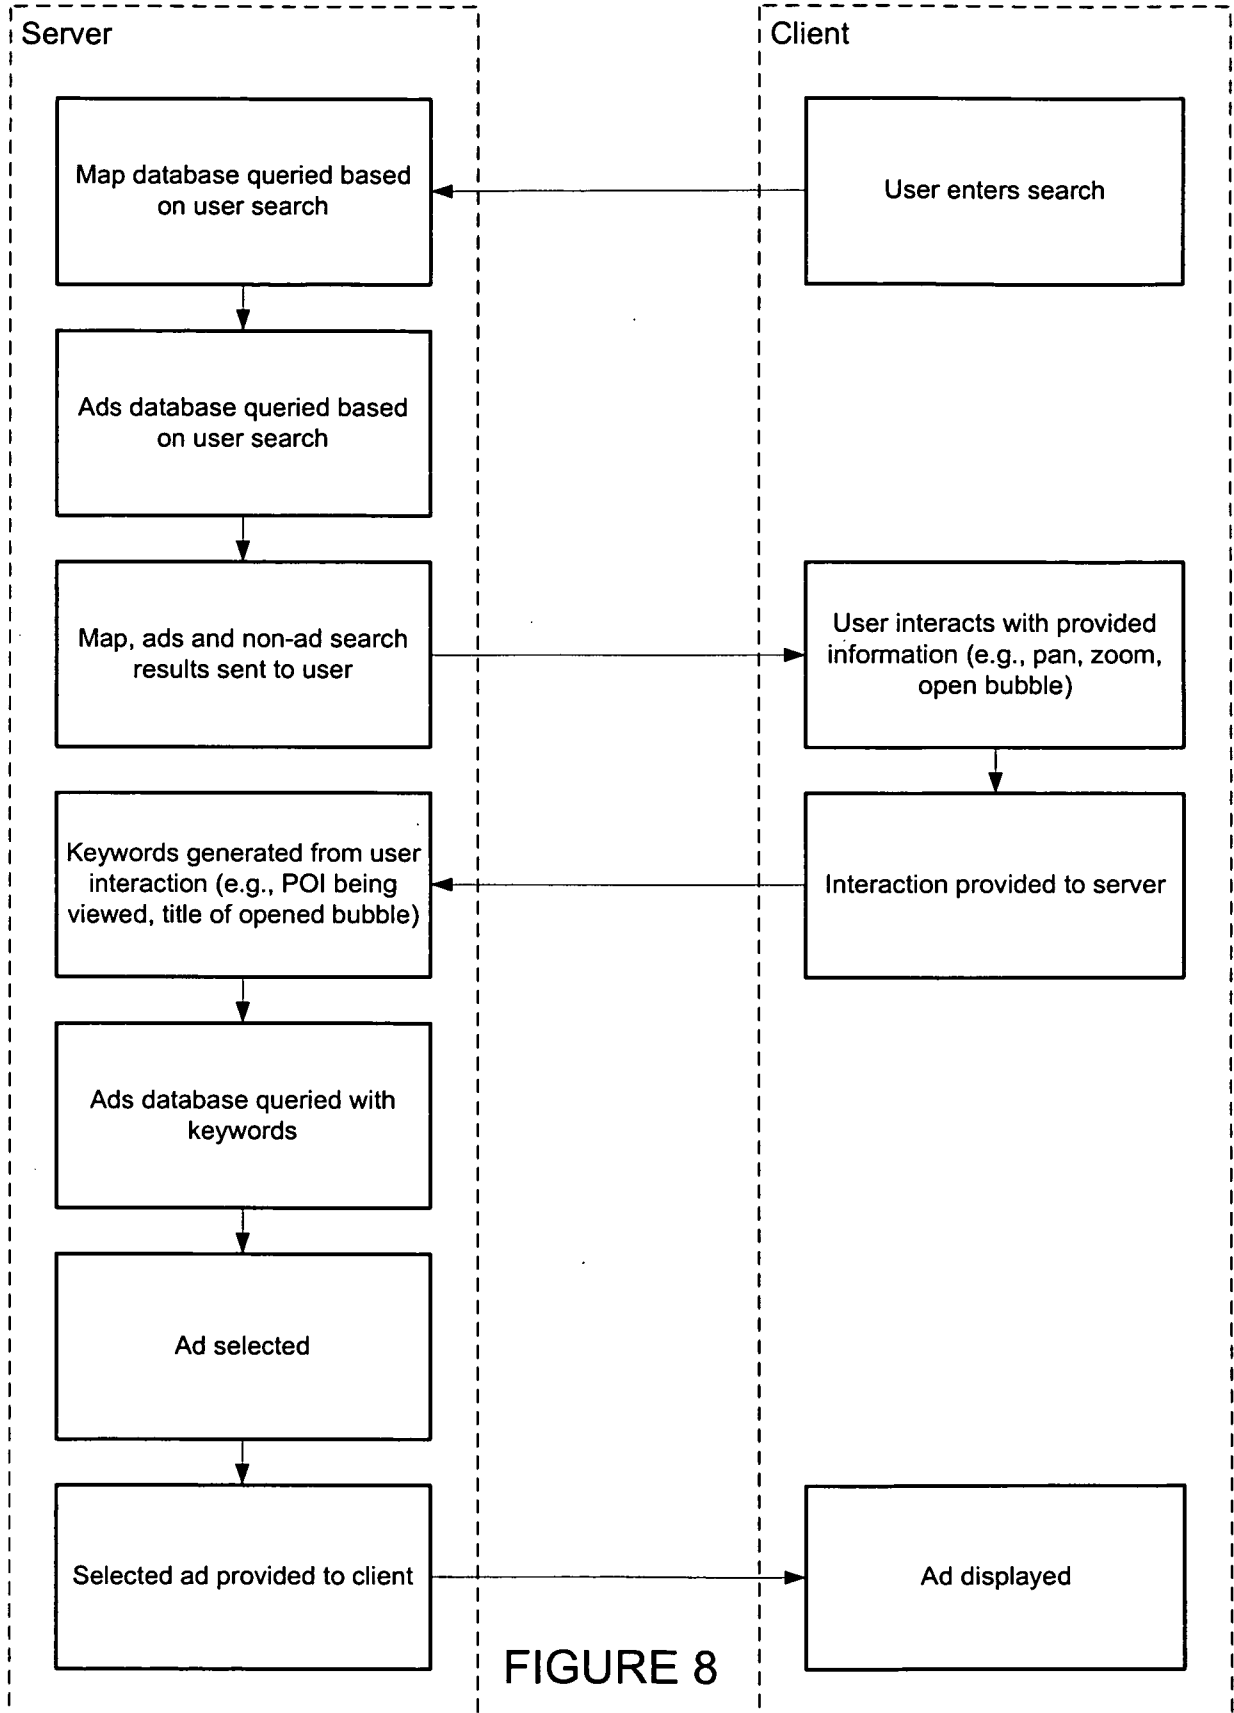 Server
Client
Map database queried based
on user search
User enters search
Ads database queried based
on user search
Map, ads and non-ad search
results sent to user
User interacts with provided
information (e.g., pan, zoom,
open bubble)
Keywords generated from user
interaction (e.g., POI being
viewed, title of opened bubble)
Interaction provided to server
Ads database queried with
keywords
Ad selected
Selected ad provided to client
Ad displayed
FIGURE 8